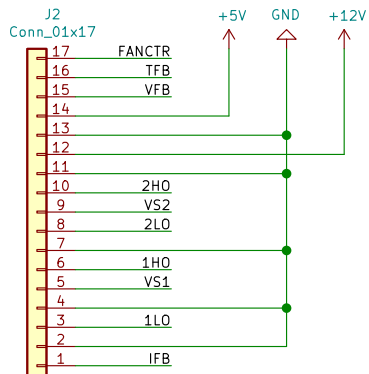 J2
Conn_01x17
+5V
GND
+12V
17 FANCTR
16 TFB
15 VFB
14
13
12
11
10 2HO
9 VS2
8 2LO
7
6 1HO
5 VS1
4
3 1LO
2
1 IFB